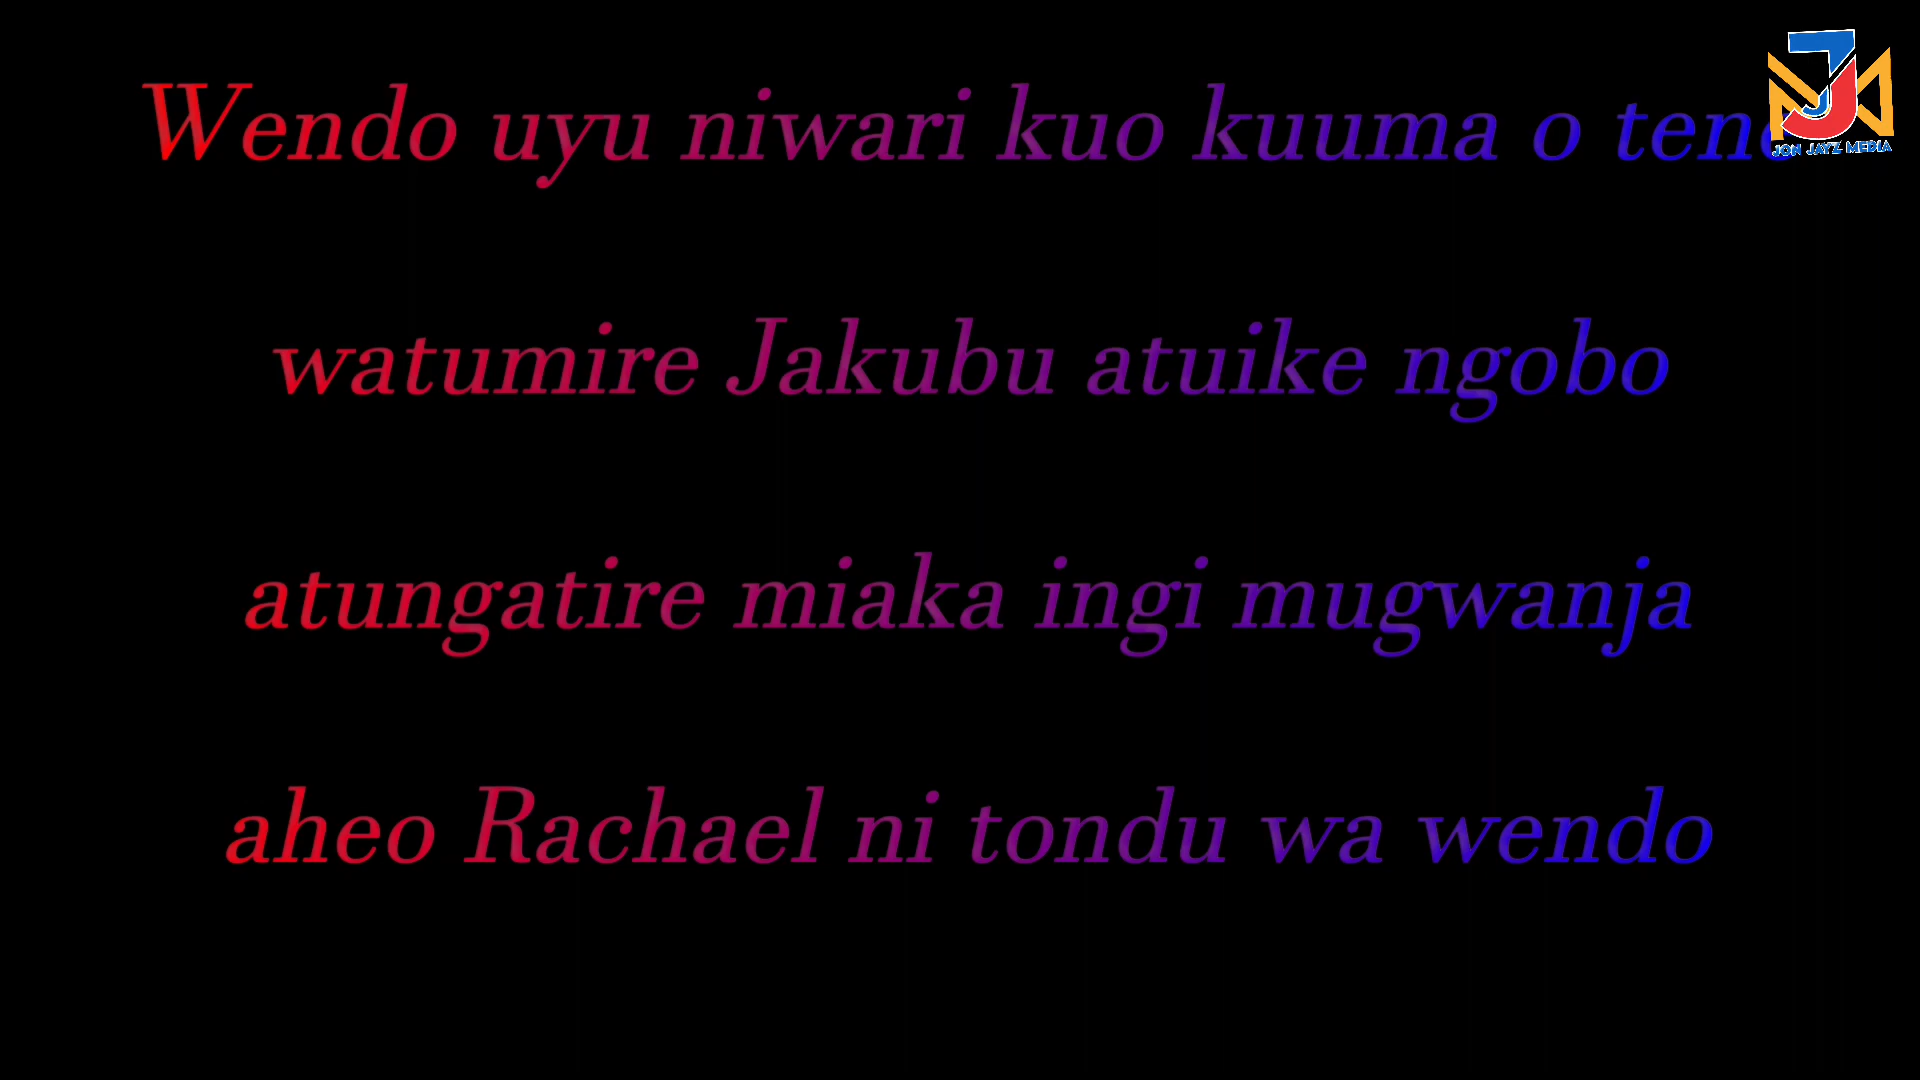 Wendo uyu niwari kuo kuuma o
watumire Jakubu atuike ngobo
atungatire miaka ingi mugwanja
aheo Rachael ni tondu wa wendo
JON JAYZ MEDIA